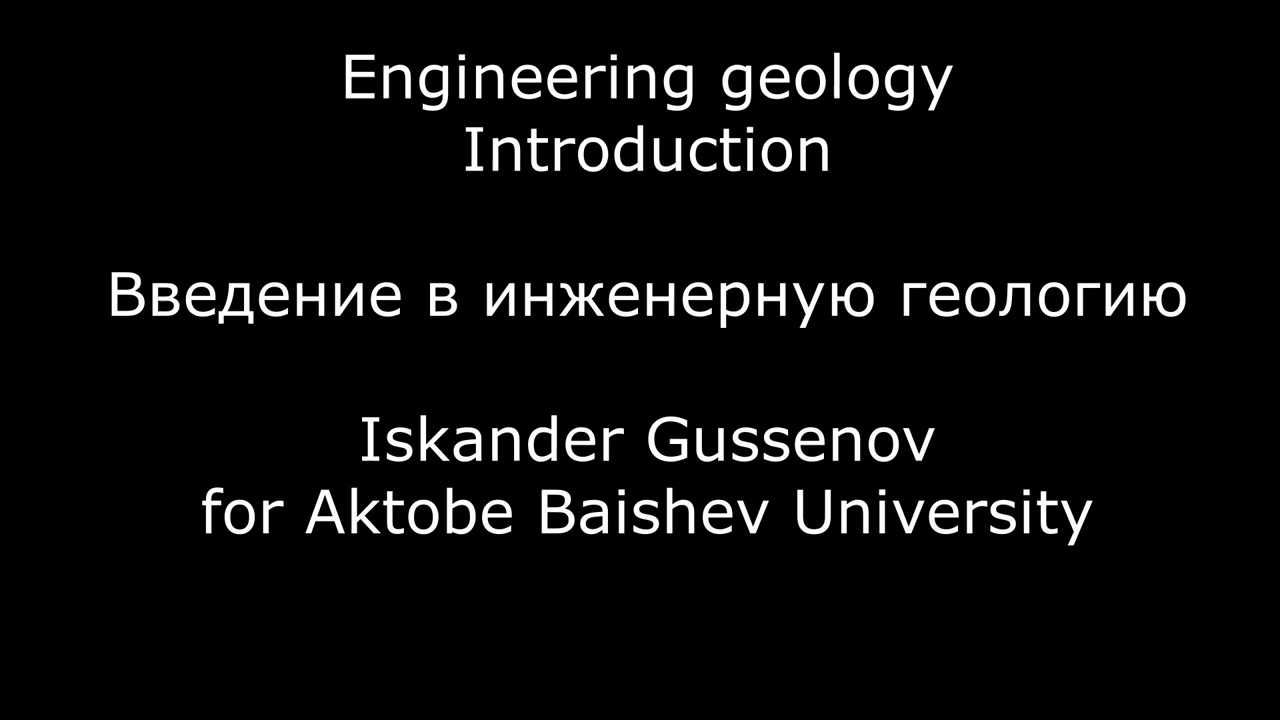 Engineering geology
Introduction
Введение в инженерную геологию
Iskander Gussenov
for Aktobe Baishev University